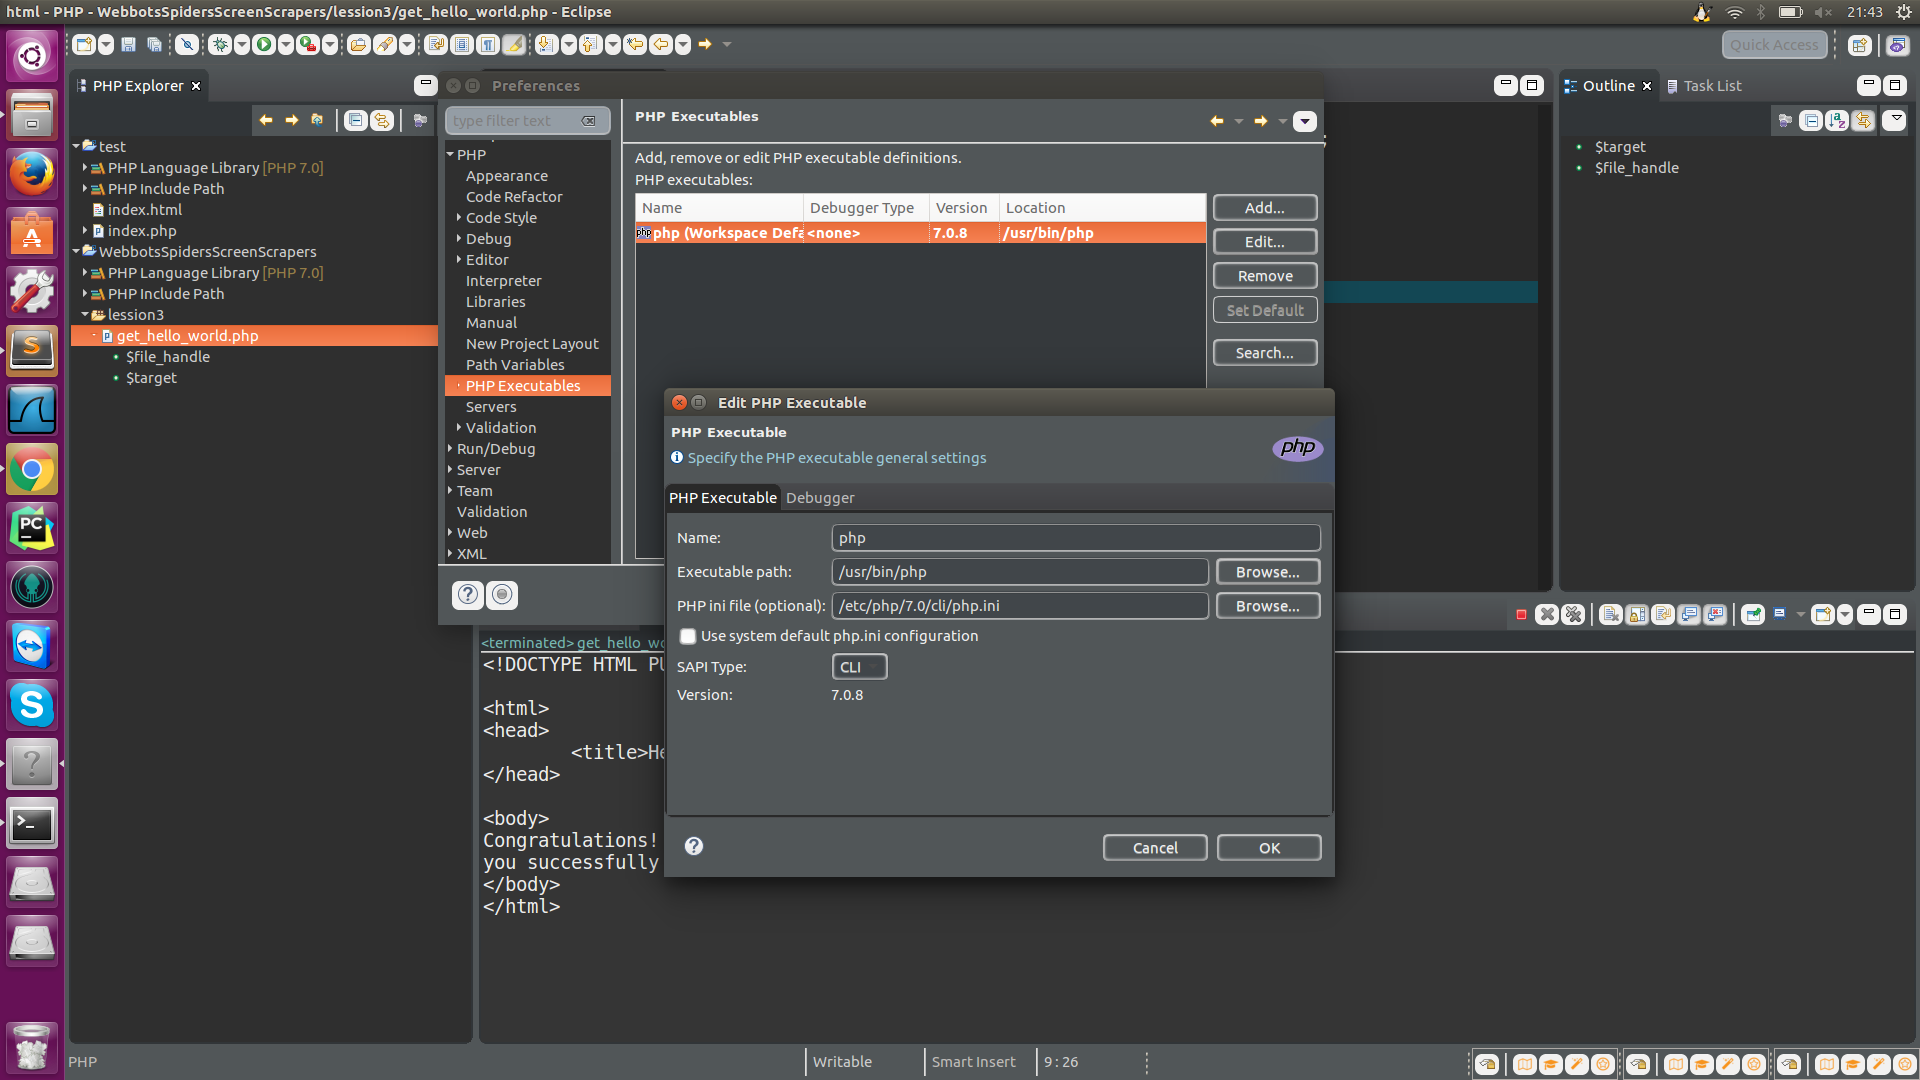 html - PHP - WebbotsSpidersScreenScrapers/lession3/get_hello_world.php - Eclipse
21:43
Quick Access
PHP Explorer
Preferences
Outline
Task List
type filter text
PHP Executables
test
PHP Language Library [PHP 7.0]
PHP Include Path
index.html
index.php
WebbotsSpidersScreenScrapers
PHP Language Library [PHP 7.0]
PHP Include Path
lession3
get_hello_world.php
$file_handle
$target
PHP
Appearance
Code Refactor
Code Style
Debug
Editor
Interpreter
Libraries
Manual
New Project Layout
Path Variables
PHP Executables
Servers
Validation
Run/Debug
Server
Team
Validation
Web
XML
Add, remove or edit PHP executable definitions.
PHP executables:
Name Debugger Type Version Location
php php (Workspace Defa <none> 7.0.8 /usr/bin/php
Add...
Edit...
Remove
Set Default
Search...
$target
$file_handle
Edit PHP Executable
PHP Executable
Specify the PHP executable general settings
php
PHP Executable Debugger
Name: php
Executable path: /usr/bin/php Browse...
PHP ini file (optional): /etc/php/7.0/cli/php.ini Browse...
Use system default php.ini configuration
SAPI Type: CLI
Version: 7.0.8
Cancel OK
<terminated> get_hello_wo
<!DOCTYPE HTML PU
<html>
<head>
<title>He
</head>
<body>
Congratulations!
you successfully
</body>
</html>
PHP
Writable
Smart Insert
9:26